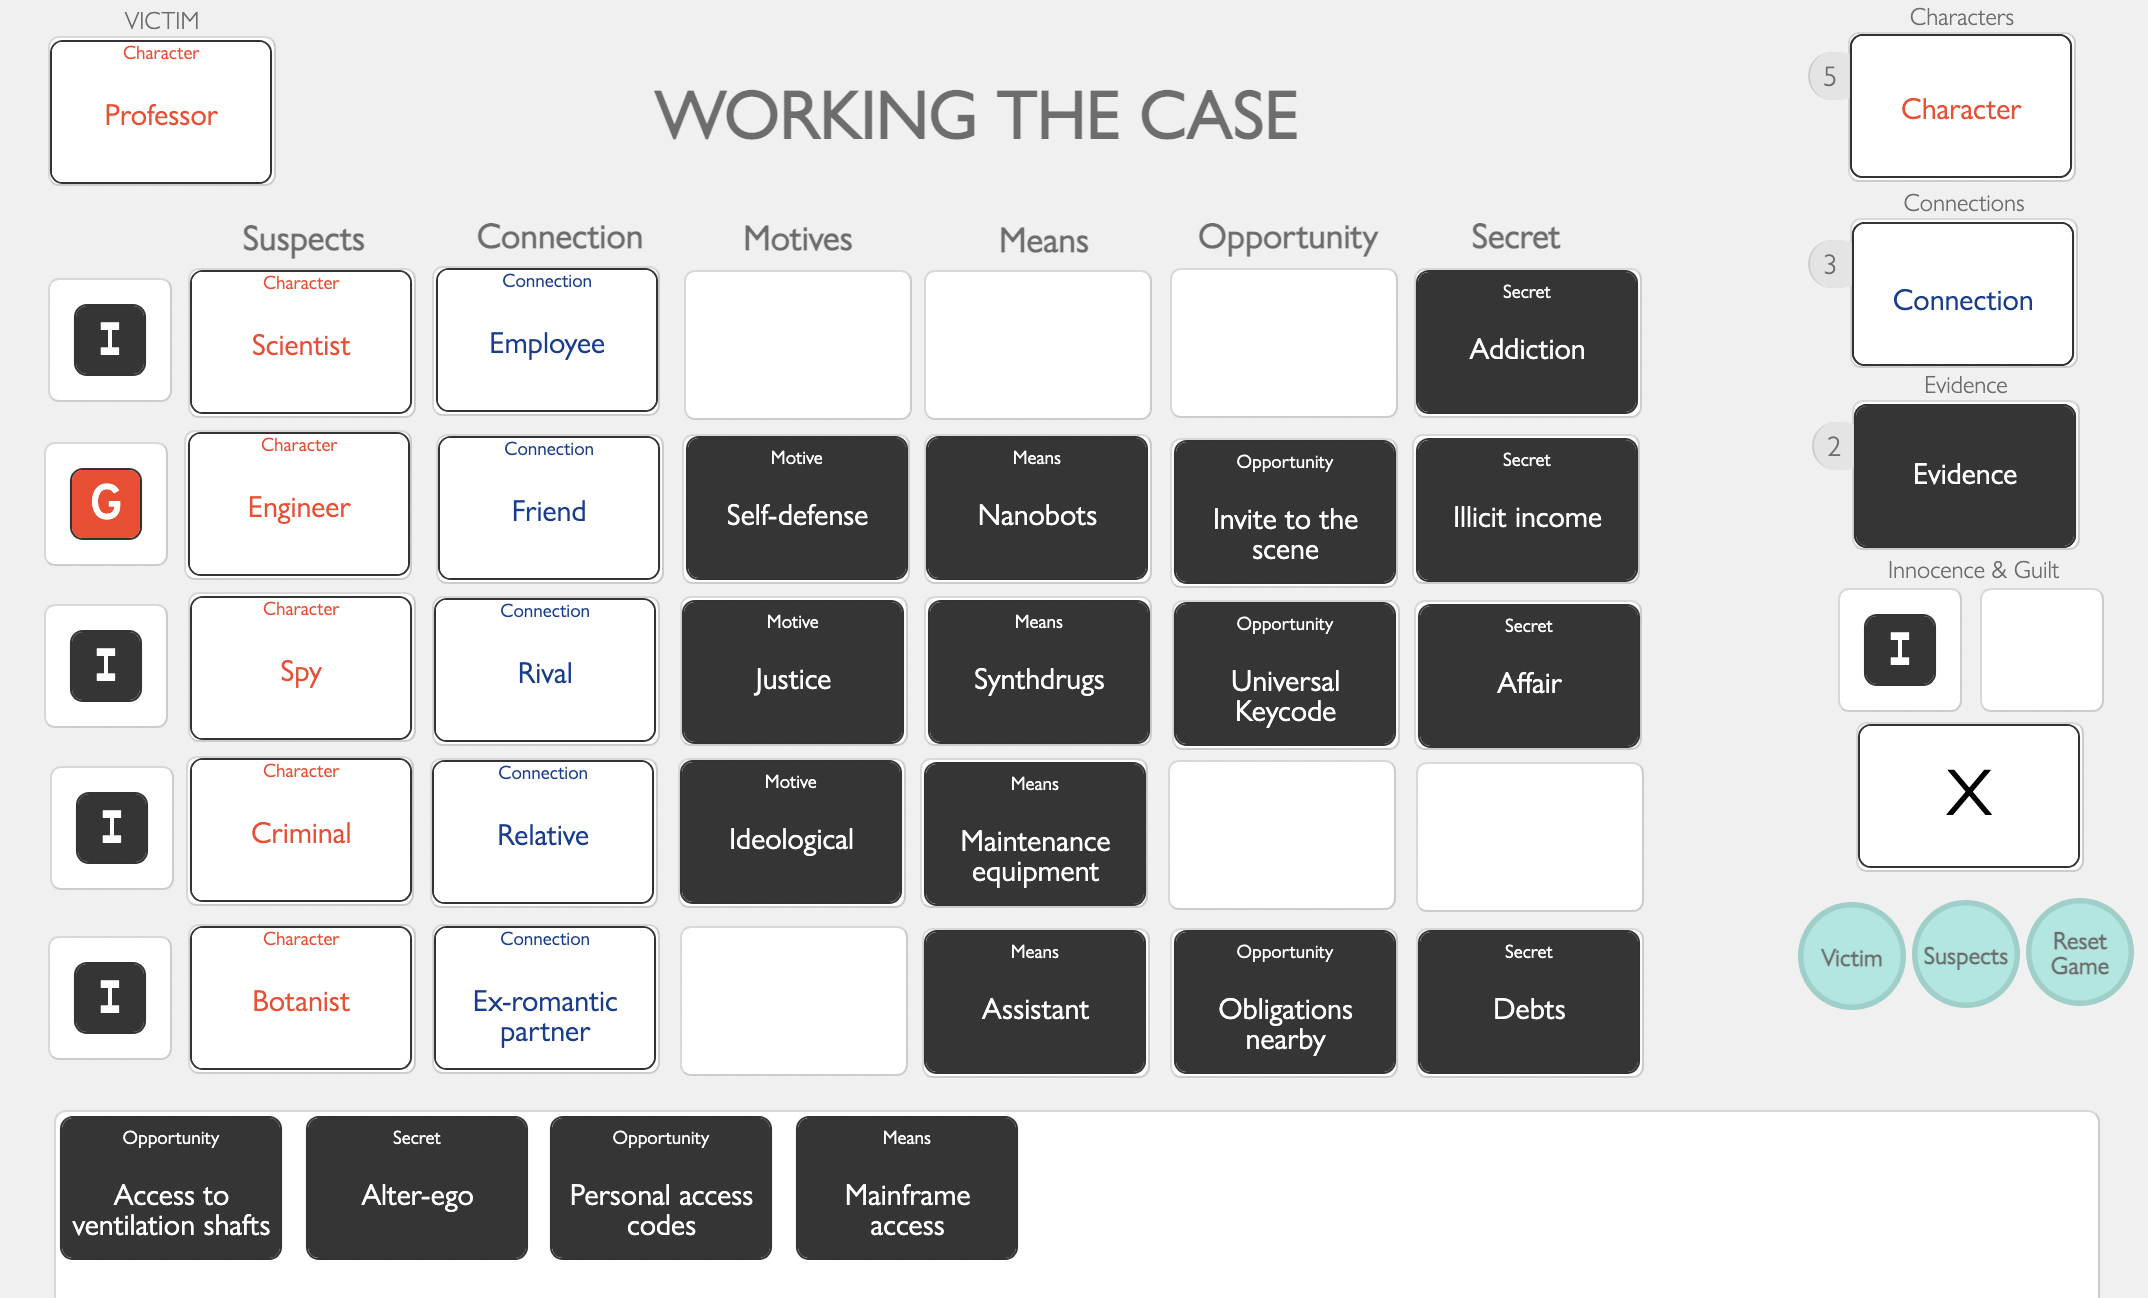 VICTIM
Character
Professor
WORKING THE CASE
Characters
5
Character
Connections
3
Connection
Evidence
2
Evidence
Innocence & Guilt
I
X
Victim
Suspects
Reset
Game
Suspects
Connection
Motives
Means
Opportunity
Secret
I
Character
Scientist
Connection
Employee
Secret
Addiction
G
Character
Engineer
Connection
Friend
Motive
Self-defense
Means
Nanobots
Opportunity
Invite to the
scene
Secret
Illicit income
I
Character
Spy
Connection
Rival
Motive
Justice
Means
Synthdrugs
Opportunity
Universal
Keycode
Secret
Affair
I
Character
Criminal
Connection
Relative
Motive
Ideological
Means
Maintenance
equipment
I
Character
Botanist
Connection
Ex-romantic
partner
Means
Assistant
Opportunity
Obligations
nearby
Secret
Debts
Opportunity
Access to
ventilation shafts
Secret
Alter-ego
Opportunity
Personal access
codes
Means
Mainframe
access